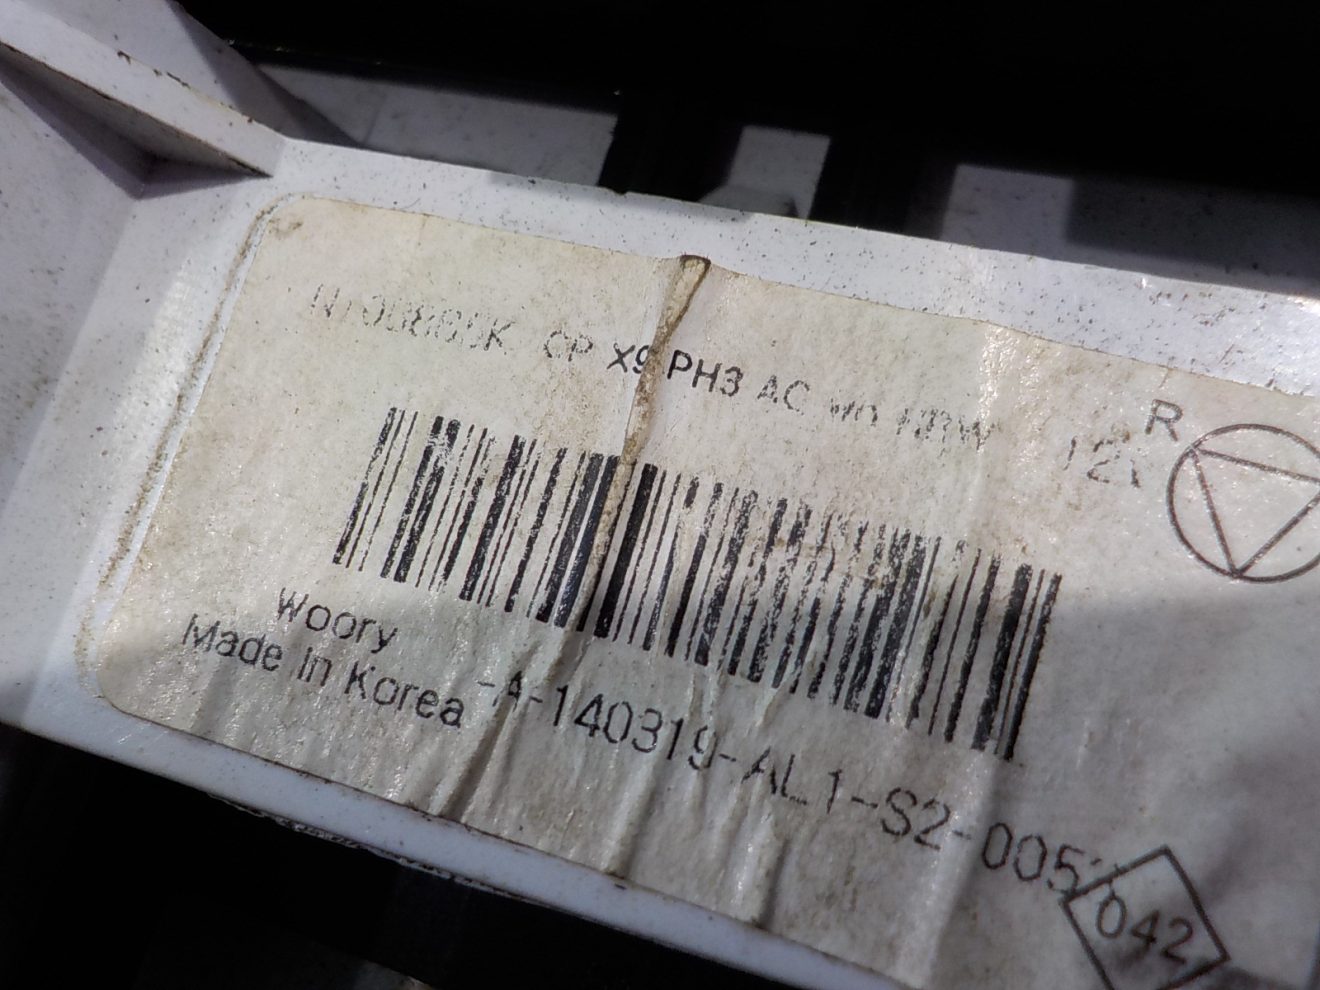 CP X9 PH3 AC
R
Woory
Made In Korea
-A-140319-AL1-S2-005
042